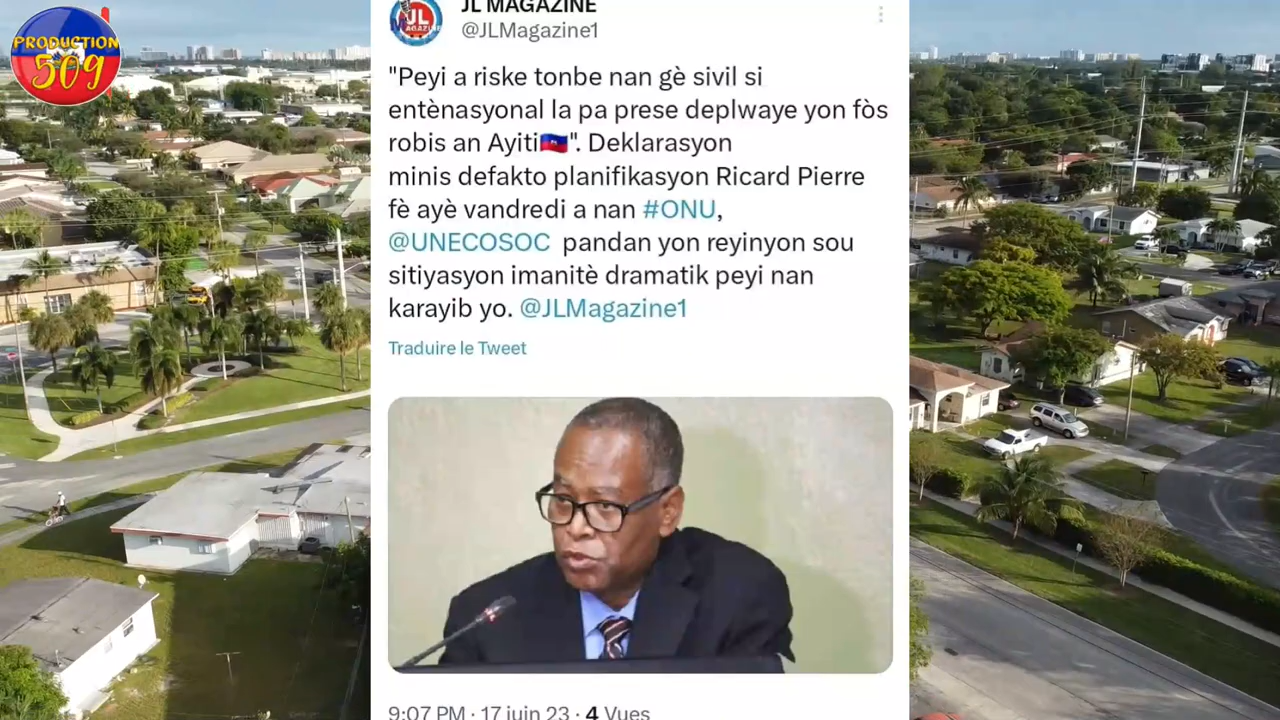 PRODUCTION
509
JL MAGAZINE
@JLMagazine1
JL
MAGAZINE
"Peyi a riske tonbe nan gè sivil si
entènasyonal la pa prese deplwaye yon fòs
robis an Ayiti🇭🇹". Deklarasyon
minis defakto planifikasyon Ricard Pierre
fè ayè vandredi a nan #ONU,
@UNECOSOC pandan yon reyinyon sou
sitiyasyon imanitè dramatik peyi nan
karayib yo. @JLMagazine1
Traduire le Tweet
9:07 PM · 17 juin 23 · 4 Vues